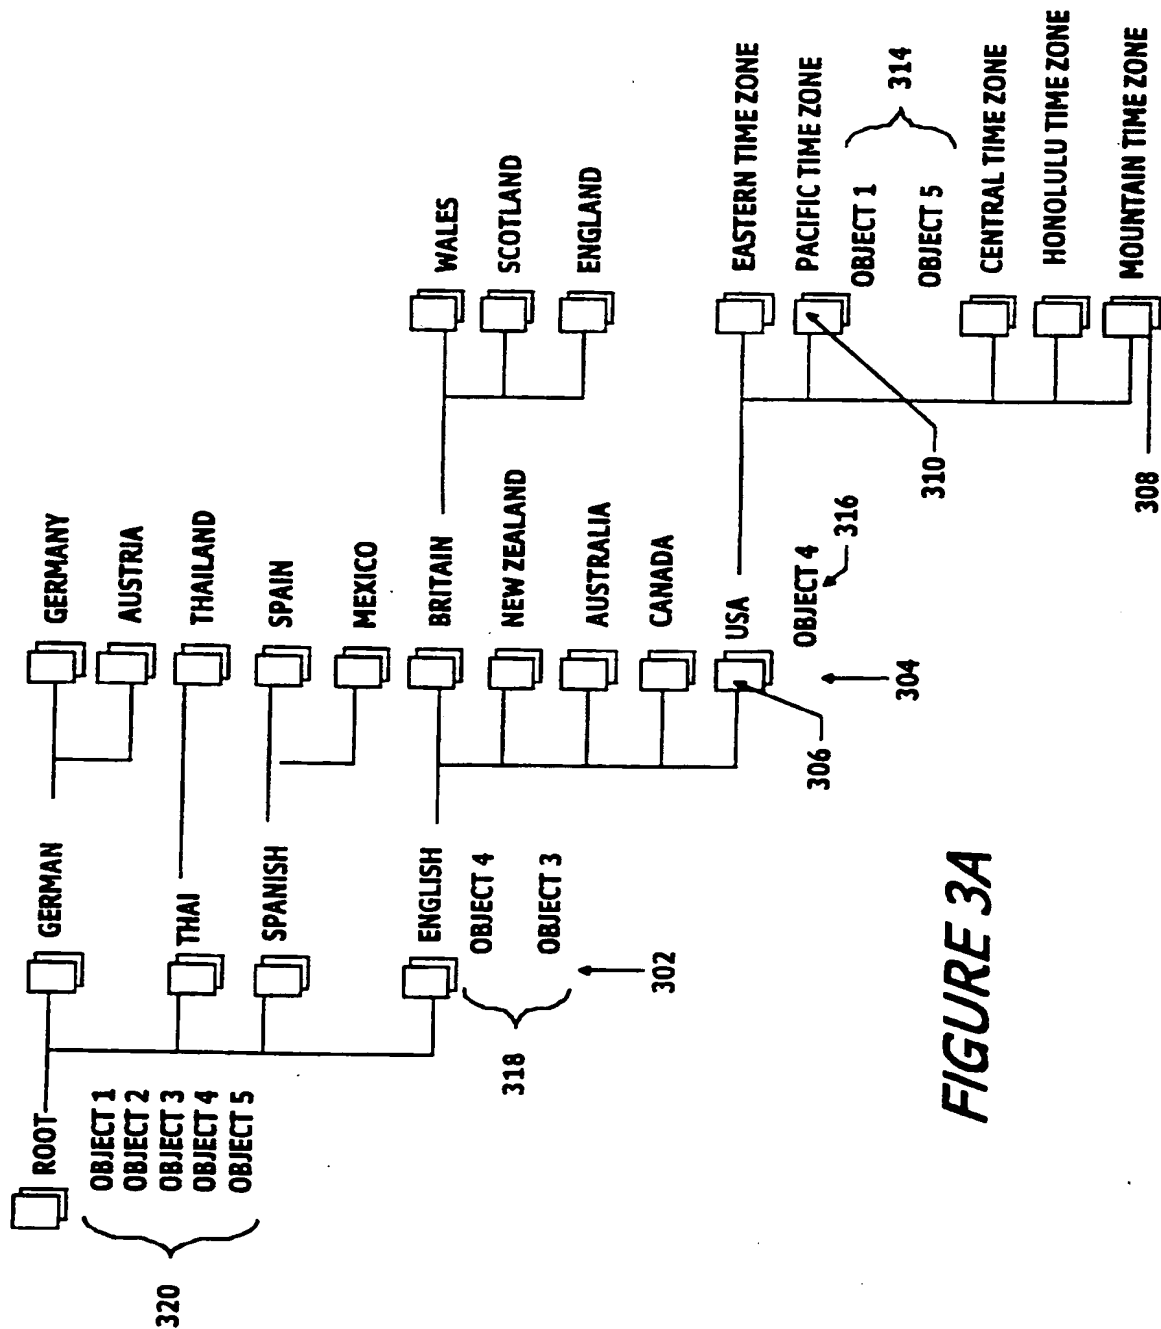 ROOT
OBJECT 1
OBJECT 2
OBJECT 3
OBJECT 4
OBJECT 5
320
GERMAN
THAI
SPANISH
ENGLISH
OBJECT 4
OBJECT 3
318
302
GERMANY
AUSTRIA
THAILAND
SPAIN
MEXICO
BRITAIN
NEW ZEALAND
AUSTRALIA
CANADA
USA
OBJECT 4
316
306
304
WALES
SCOTLAND
ENGLAND
EASTERN TIME ZONE
PACIFIC TIME ZONE
OBJECT 1
OBJECT 5
314
310
CENTRAL TIME ZONE
HONOLULU TIME ZONE
MOUNTAIN TIME ZONE
308
FIGURE 3A